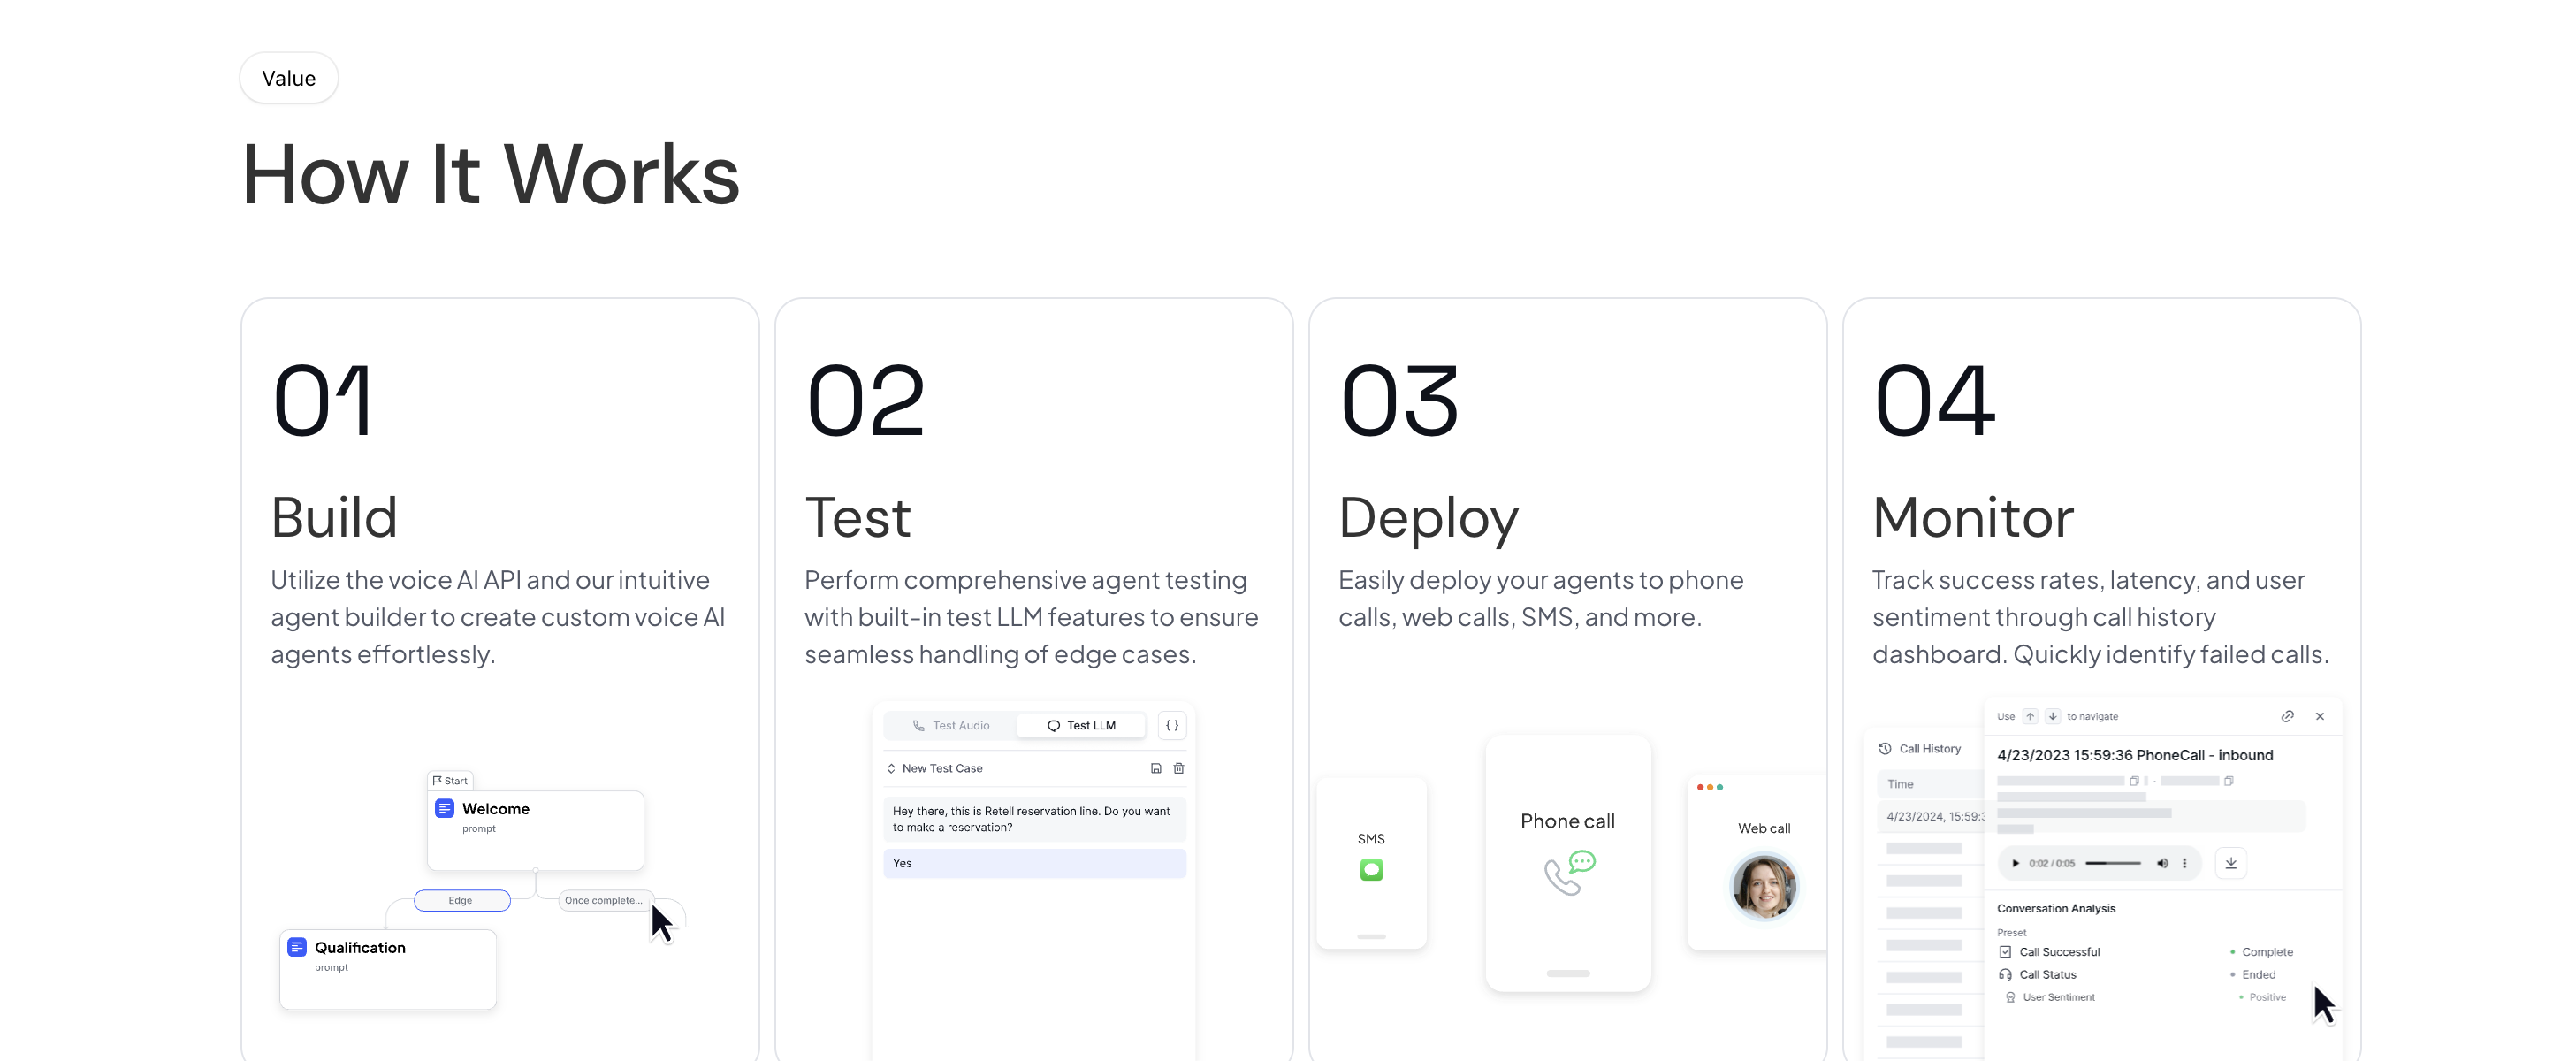 Value
How It Works
01
Build
Utilize the voice AI API and our intuitive
agent builder to create custom voice AI
agents effortlessly.
Start
Welcome
prompt
Edge
Once complete...
Qualification
prompt
02
Test
Perform comprehensive agent testing
with built-in test LLM features to ensure
seamless handling of edge cases.
Test Audio
Test LLM
{ }
New Test Case
Hey there, this is Retell reservation line. Do you want
to make a reservation?
Yes
03
Deploy
Easily deploy your agents to phone
calls, web calls, SMS, and more.
SMS
Phone call
Web call
04
Monitor
Track success rates, latency, and user
sentiment through call history
dashboard. Quickly identify failed calls.
Call History
Time
4/23/2024, 15:59:3
Use ↑ ↓ to navigate
4/23/2023 15:59:36 PhoneCall - inbound
0:02 / 0:05
Conversation Analysis
Preset
Call Successful
Complete
Call Status
Ended
User Sentiment
Positive